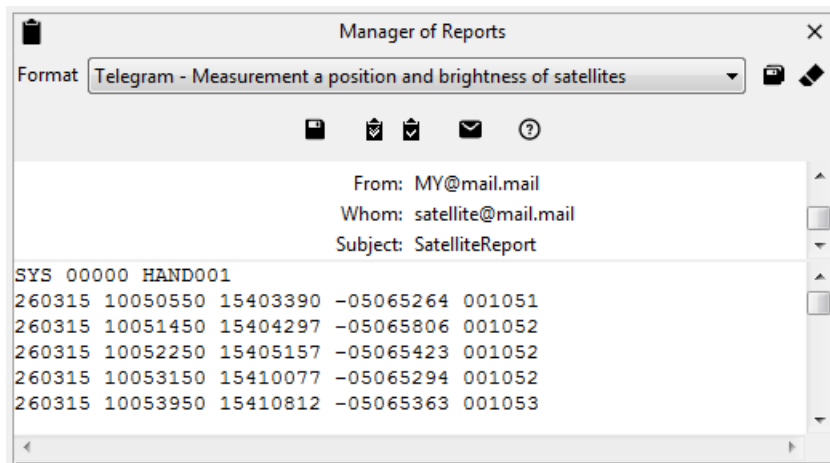 Manager of Reports
Format Telegram - Measurement a position and brightness of satellites
From: MY@mail.mail
Whom: satellite@mail.mail
Subject: SatelliteReport
SYS 00000 HAND001
260315 10050550 15403390 -05065264 001051
260315 10051450 15404297 -05065806 001052
260315 10052250 15405157 -05065423 001052
260315 10053150 15410077 -05065294 001052
260315 10053950 15410812 -05065363 001053